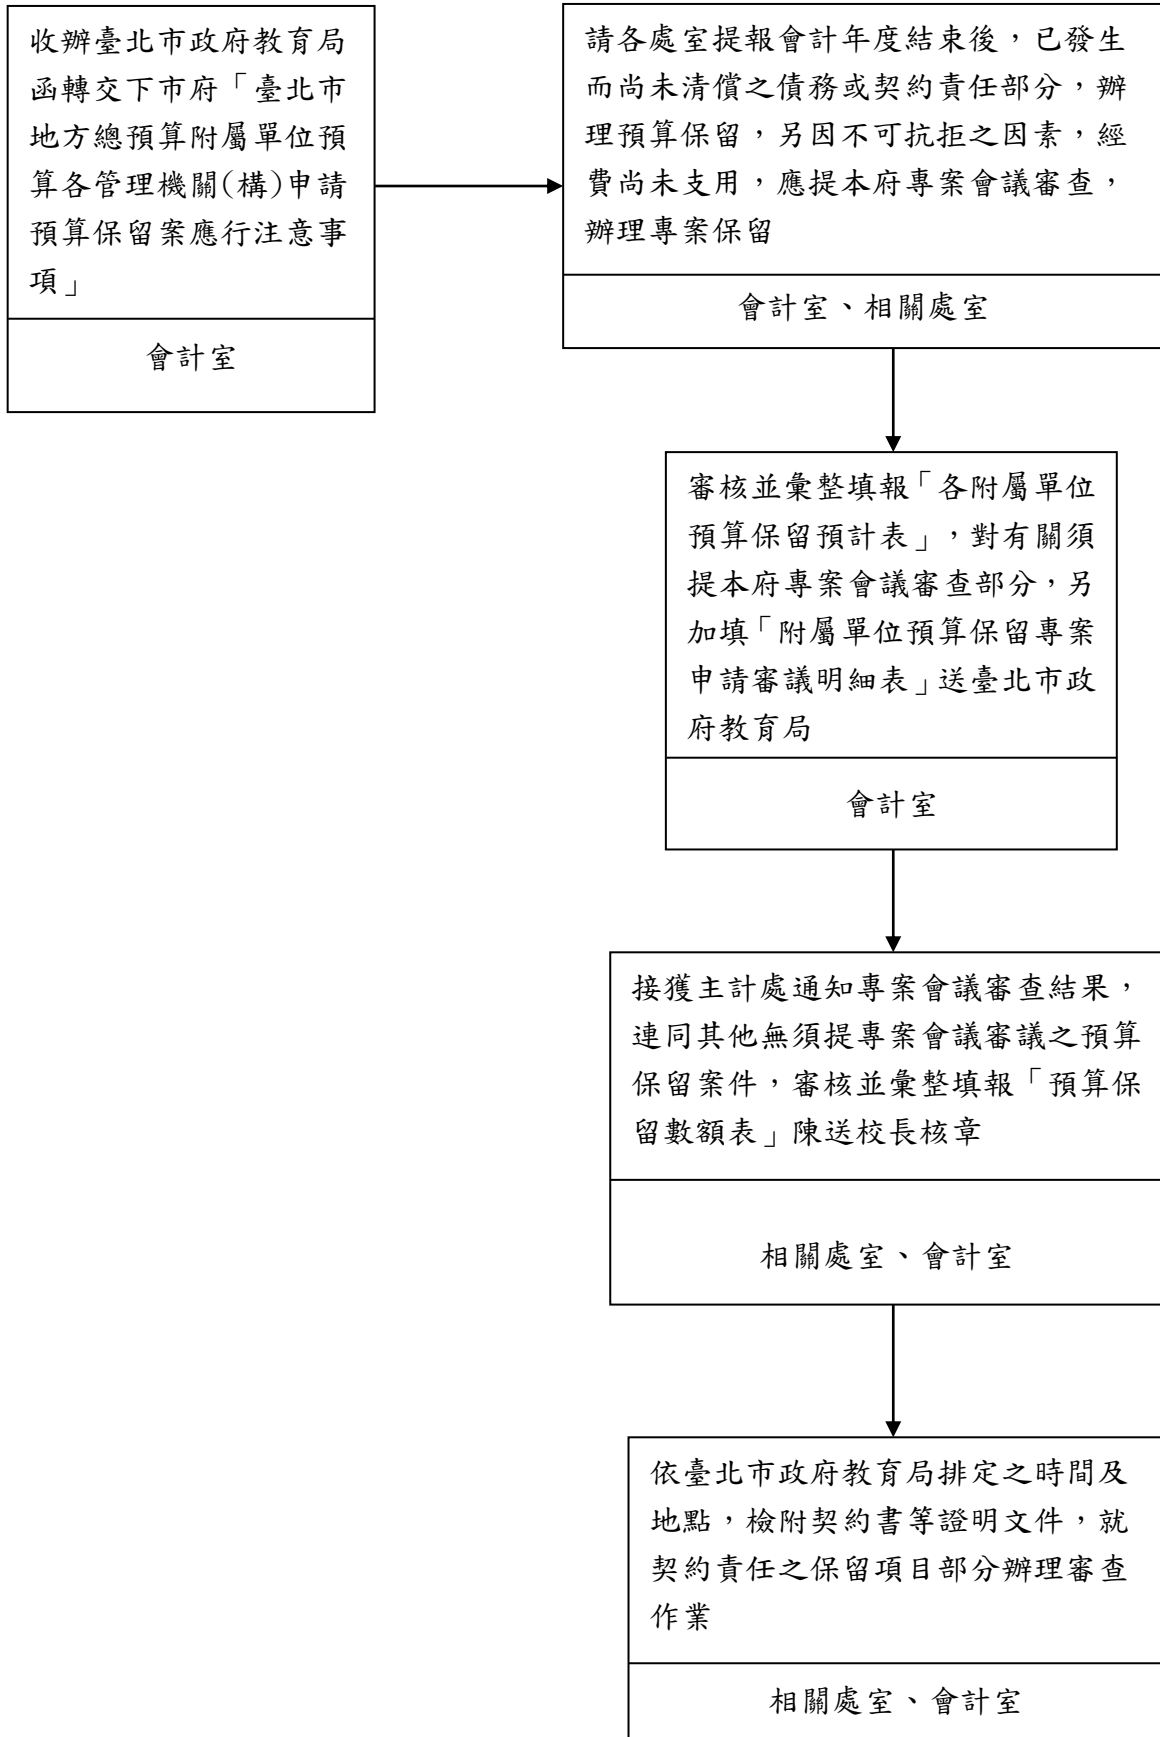 收辦臺北市政府教育局
函轉交下市府「臺北市
地方總預算附屬單位預
算各管理機關(構)申請
預算保留案應行注意事
項」
會計室
請各處室提報會計年度結束後，已發生
而尚未清償之債務或契約責任部分，辦
理預算保留，另因不可抗拒之因素，經
費尚未支用，應提本府專案會議審查，
辦理專案保留
會計室、相關處室
審核並彙整填報「各附屬單位
預算保留預計表」，對有關須
提本府專案會議審查部分，另
加填「附屬單位預算保留專案
申請審議明細表」送臺北市政
府教育局
會計室
接獲主計處通知專案會議審查結果，
連同其他無須提專案會議審議之預算
保留案件，審核並彙整填報「預算保
留數額表」陳送校長核章
相關處室、會計室
依臺北市政府教育局排定之時間及
地點，檢附契約書等證明文件，就
契約責任之保留項目部分辦理審查
作業
相關處室、會計室